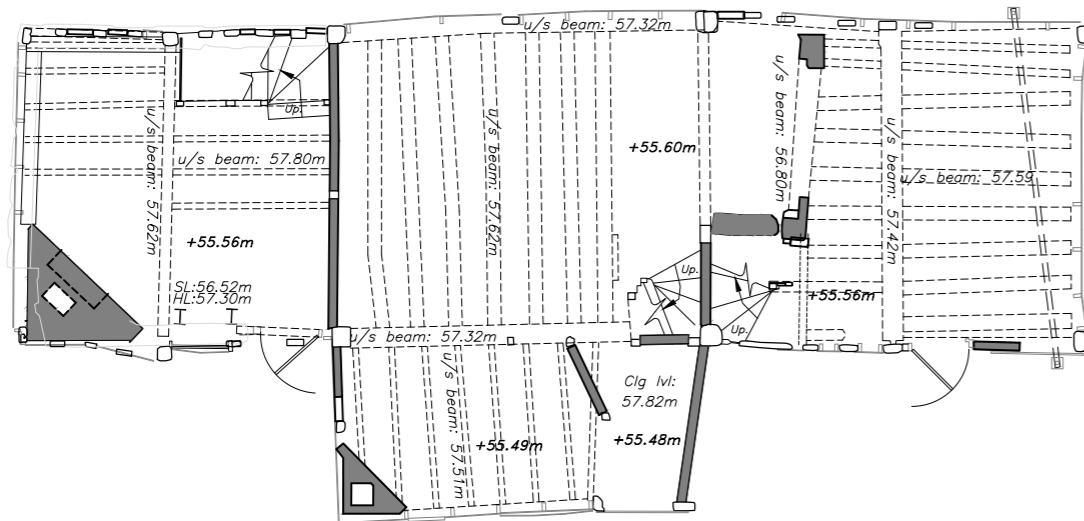 u/s beam: 57.32m
Up.
u/s beam: 57.62m
u/s beam: 57.80m
u/s beam: 57.62m
+55.60m
u/s beam: 56.80m
u/s beam: 57.42m
u/s beam: 57.59
+55.56m
SL:56.52m
HL:57.30m
Up.
+55.56m
Up.
u/s beam: 57.32m
u/s beam: 57.51m
Clg lvl:
57.82m
+55.49m
+55.48m